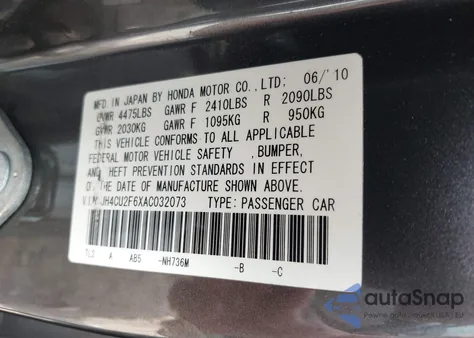 MFD. IN JAPAN BY HONDA MOTOR CO., LTD: 06/'10
GVWR 4475LBS GAWR F 2410LBS R 2090LBS
GVWR 2030KG GAWR F 1095KG R 950KG
THIS VEHICLE CONFORMS TO ALL APPLICABLE
FEDERAL MOTOR VEHICLE SAFETY ,BUMPER,
AND THEFT PREVENTION STANDARDS IN EFFECT
ON THE DATE OF MANUFACTURE SHOWN ABOVE.
V.I.N: JH4CU2F6XAC032073 TYPE: PASSENGER CAR
TL2 A AB5 -NH736M -B -C
autoSnap